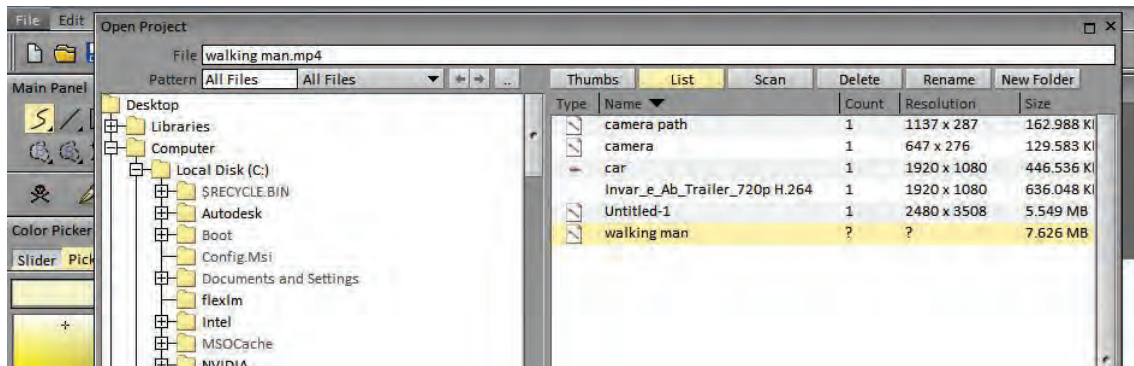 File Edit
Open Project
File walking man.mp4
Pattern All Files All Files ..
Thumbs List Scan Delete Rename New Folder
Main Panel
Type Name Count Resolution Size
Desktop
Libraries
Computer
Local Disk (C:)
$RECYCLE.BIN
Autodesk
Boot
Config.Msi
Documents and Settings
flexlm
Intel
MSOCache
NVIDIA
camera path 1 1137 x 287 162.988 K
camera 1 647 x 276 129.583 K
car 1 1920 x 1080 446.536 K
Invar_e_Ab_Trailer_720p H.264 1 1920 x 1080 636.048 K
Untitled-1 1 2480 x 3508 5.549 MB
walking man ? ? 7.626 MB
Color Picker
Slider Pick